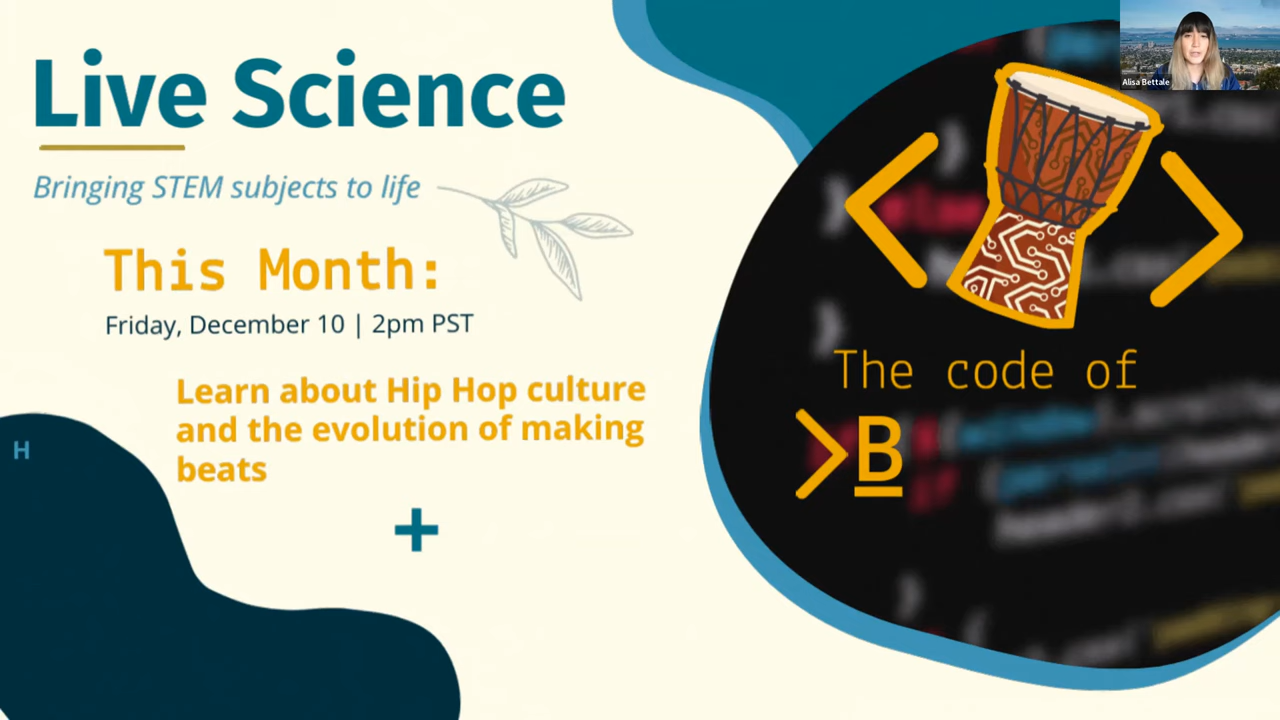 Live Science
Bringing STEM subjects to life
This Month:
Friday, December 10 | 2pm PST
Learn about Hip Hop culture
and the evolution of making
beats
+
H
< >
The code of
>B
Alisa Bettale